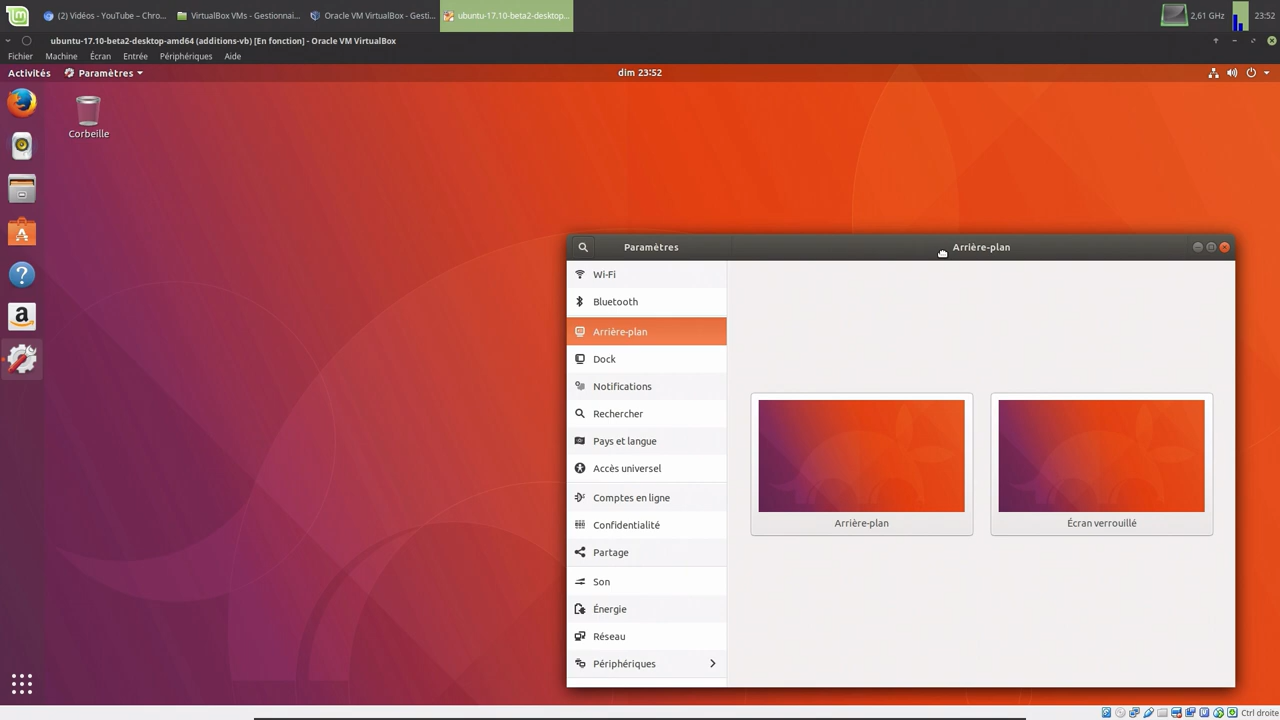 (2) Vidéos - YouTube – Chro...
VirtualBox VMs - Gestionnai...
Oracle VM VirtualBox - Gesti...
ubuntu-17.10-beta2-desktop...
2,61 GHz
23:52
ubuntu-17.10-beta2-desktop-amd64 (additions-vb) [En fonction] - Oracle VM VirtualBox
Fichier Machine Écran Entrée Périphériques Aide
Activités
Paramètres
dim 23:52
Corbeille
Paramètres
Arrière-plan
Wi-Fi
Bluetooth
Arrière-plan
Dock
Notifications
Rechercher
Pays et langue
Accès universel
Comptes en ligne
Confidentialité
Partage
Son
Énergie
Réseau
Périphériques
Arrière-plan
Écran verrouillé
Ctrl droite